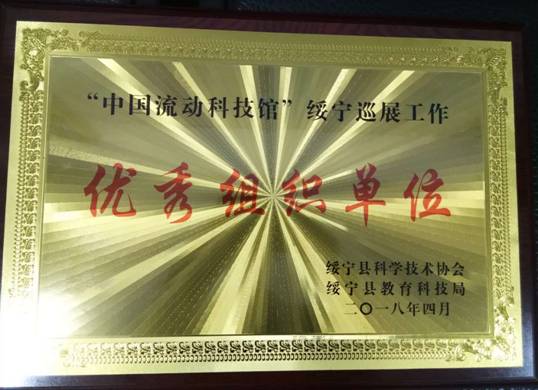 “中国流动科技馆”绥宁巡展工作
优秀组织单位
绥宁县科学技术协会
绥宁县教育科技局
二〇一八年四月